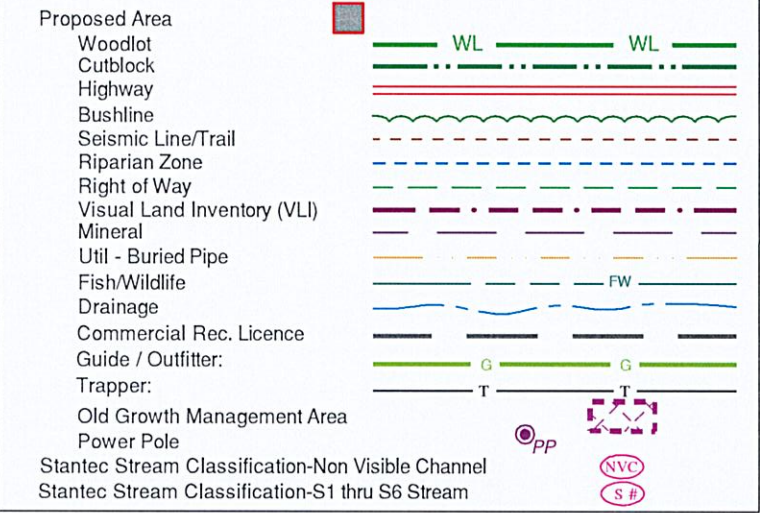 Proposed Area
Woodlot WL WL
Cutblock
Highway
Bushline
Seismic Line/Trail
Riparian Zone
Right of Way
Visual Land Inventory (VLI)
Mineral
Util - Buried Pipe
Fish/Wildlife FW
Drainage
Commercial Rec. Licence
Guide / Outfitter: G G
Trapper: T T
Old Growth Management Area
Power Pole PP
Stantec Stream Classification-Non Visible Channel NVC
Stantec Stream Classification-S1 thru S6 Stream S #